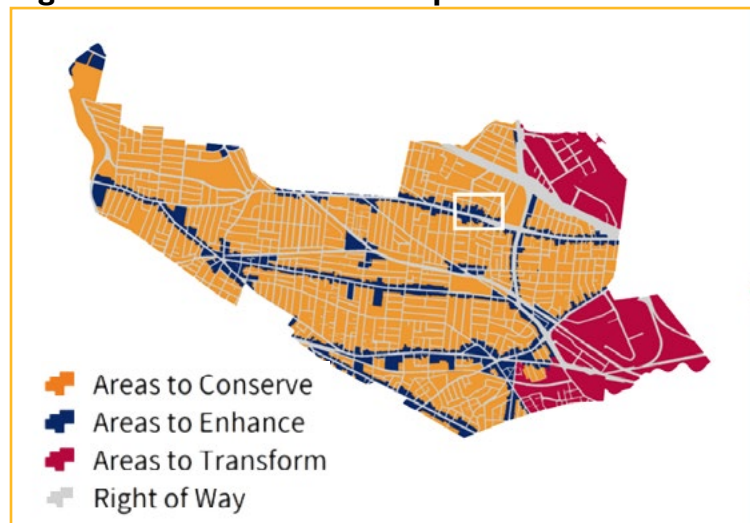 Areas to Conserve
Areas to Enhance
Areas to Transform
Right of Way